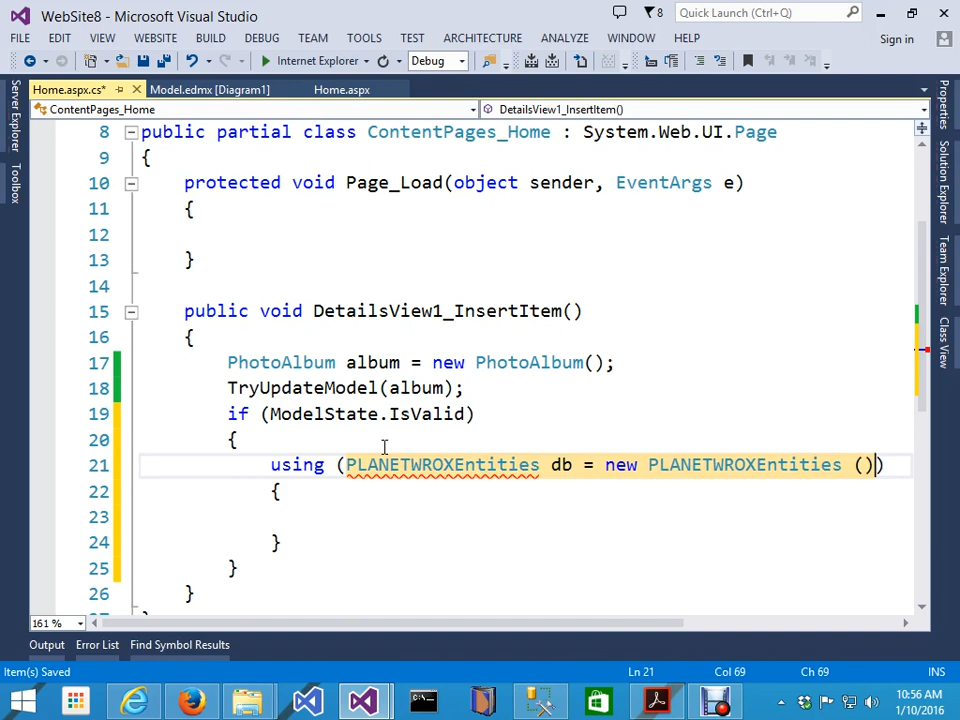 WebSite8 - Microsoft Visual Studio
8
Quick Launch (Ctrl+Q)
FILE EDIT VIEW WEBSITE BUILD DEBUG TEAM TOOLS TEST ARCHITECTURE ANALYZE WINDOW HELP
Sign in
Internet Explorer
Debug
Home.aspx.cs*
Model.edmx [Diagram1]
Home.aspx
ContentPages_Home
DetailsView1_InsertItem()
Server Explorer
Toolbox
Properties
Solution Explorer
Team Explorer
Class View
8 public partial class ContentPages_Home : System.Web.UI.Page
9 {
10 protected void Page_Load(object sender, EventArgs e)
11 {
12
13 }
14
15 public void DetailsView1_InsertItem()
16 {
17 PhotoAlbum album = new PhotoAlbum();
18 TryUpdateModel(album);
19 if (ModelState.IsValid)
20 {
21 using (PLANETWROXEntities db = new PLANETWROXEntities ())
22 {
23
24 }
25 }
26 }
161 %
Output Error List Find Symbol Results
Item(s) Saved
Ln 21
Col 69
Ch 69
INS
10:56 AM
1/10/2016